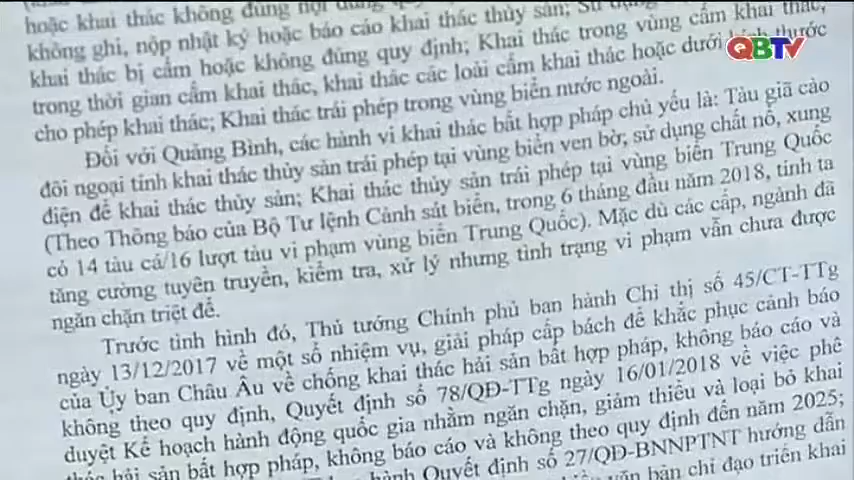 hoặc khai thác không đúng nội dung quy
không ghi, nộp nhật ký hoặc báo cáo khai thác thủy sản; Sử dụng
khai thác bị cấm hoặc không đúng quy định; Khai thác trong vùng cấm khai thác,
trong thời gian cấm khai thác, khai thác các loài cấm khai thác hoặc dưới kích thước
cho phép khai thác; Khai thác trái phép trong vùng biển nước ngoài.
Đối với Quảng Bình, các hành vi khai thác bất hợp pháp chủ yếu là: Tàu giã cào
đôi ngoại tỉnh khai thác thủy sản trái phép tại vùng biển ven bờ; sử dụng chất nổ, xung
điện để khai thác thủy sản; Khai thác thủy sản trái phép tại vùng biển Trung Quốc
(Theo Thông báo của Bộ Tư lệnh Cảnh sát biển, trong 6 tháng đầu năm 2018, tỉnh ta
có 14 tàu cá/16 lượt tàu vi phạm vùng biển Trung Quốc). Mặc dù các cấp, ngành đã
tăng cường tuyên truyền, kiểm tra, xử lý nhưng tình trạng vi phạm vẫn chưa được
ngăn chặn triệt để.
Trước tình hình đó, Thủ tướng Chính phủ ban hành Chỉ thị số 45/CT-TTg
ngày 13/12/2017 về một số nhiệm vụ, giải pháp cấp bách để khắc phục cảnh báo
của Ủy ban Châu Âu về chống khai thác hải sản bất hợp pháp, không báo cáo và
không theo quy định, Quyết định số 78/QĐ-TTg ngày 16/01/2018 về việc phê
duyệt Kế hoạch hành động quốc gia nhằm ngăn chặn, giảm thiểu và loại bỏ khai
thác hải sản bất hợp pháp, không báo cáo và không theo quy định đến năm 2025;
hành Quyết định số 27/QĐ-BNNPTNT hướng dẫn
văn bản chỉ đạo triển khai
QBTV